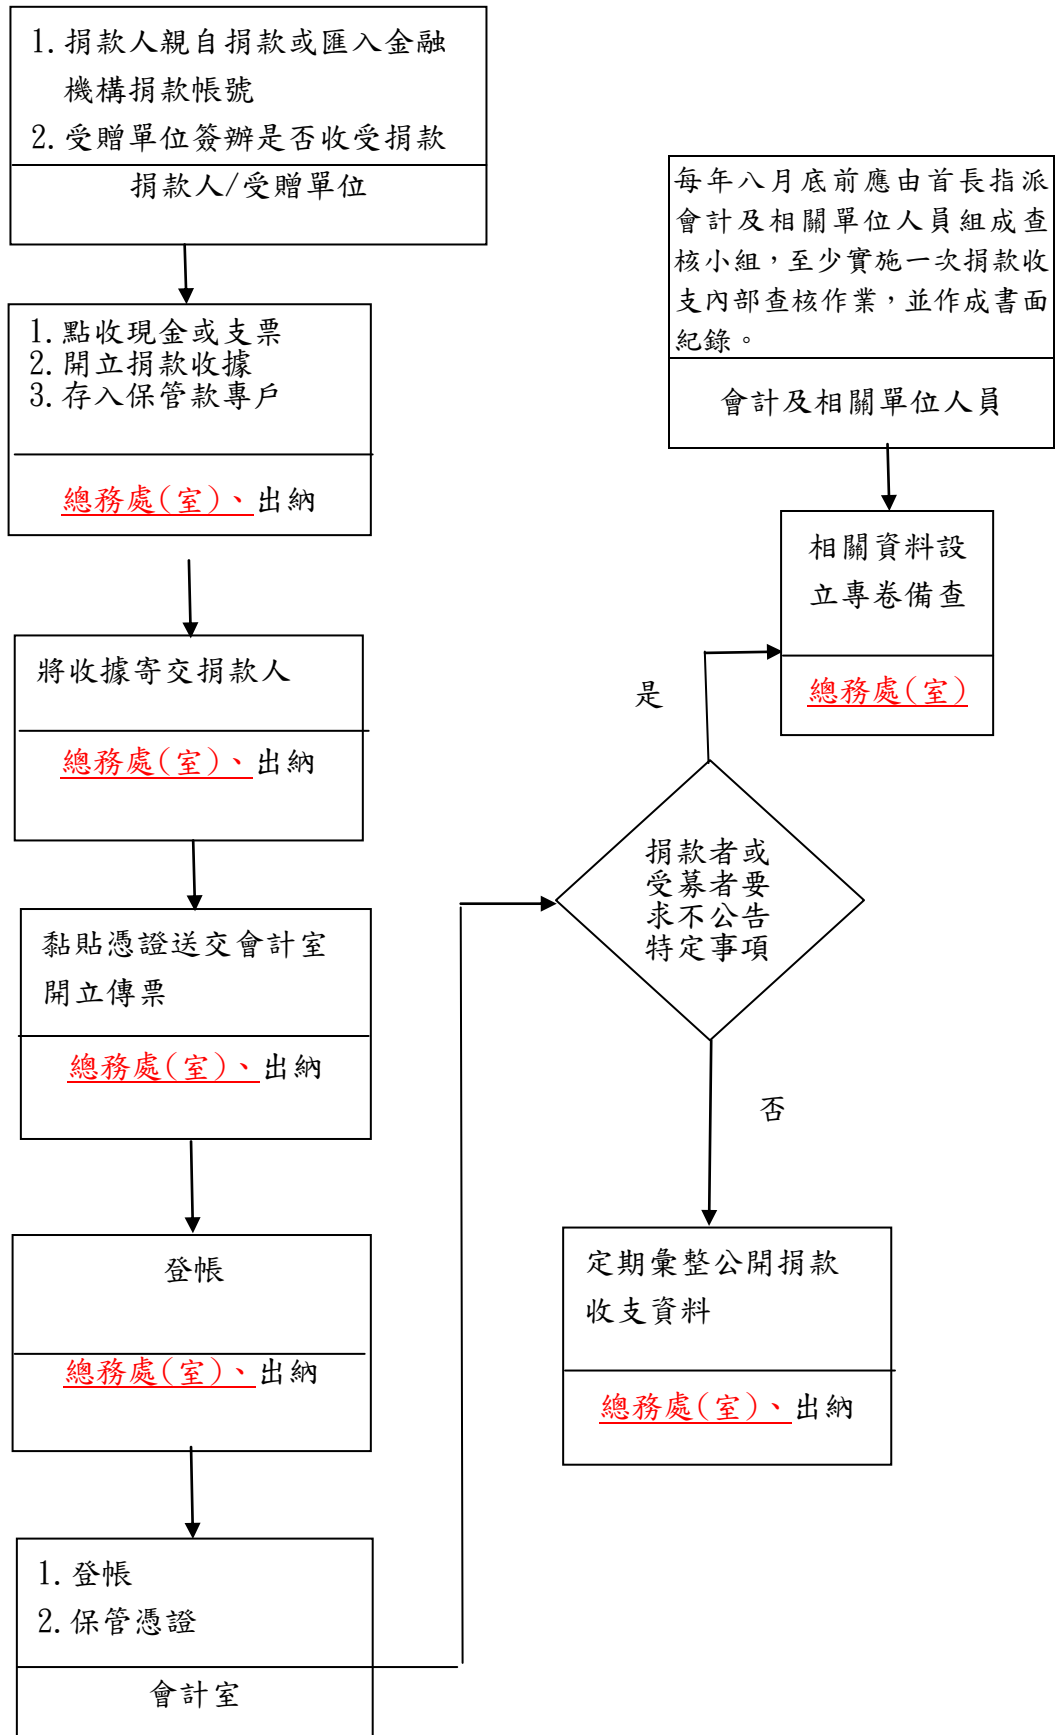 1. 捐款人親自捐款或匯入金融
機構捐款帳號
2. 受贈單位簽辦是否收受捐款
捐款人/受贈單位
1. 點收現金或支票
2. 開立捐款收據
3. 存入保管款專戶
總務處(室)、出納
將收據寄交捐款人
總務處(室)、出納
黏貼憑證送交會計室
開立傳票
總務處(室)、出納
登帳
總務處(室)、出納
1. 登帳
2. 保管憑證
會計室
每年八月底前應由首長指派
會計及相關單位人員組成查
核小組，至少實施一次捐款收
支內部查核作業，並作成書面
紀錄。
會計及相關單位人員
相關資料設
立專卷備查
總務處(室)
是
捐款者或
受募者要
求不公告
特定事項
否
定期彙整公開捐款
收支資料
總務處(室)、出納